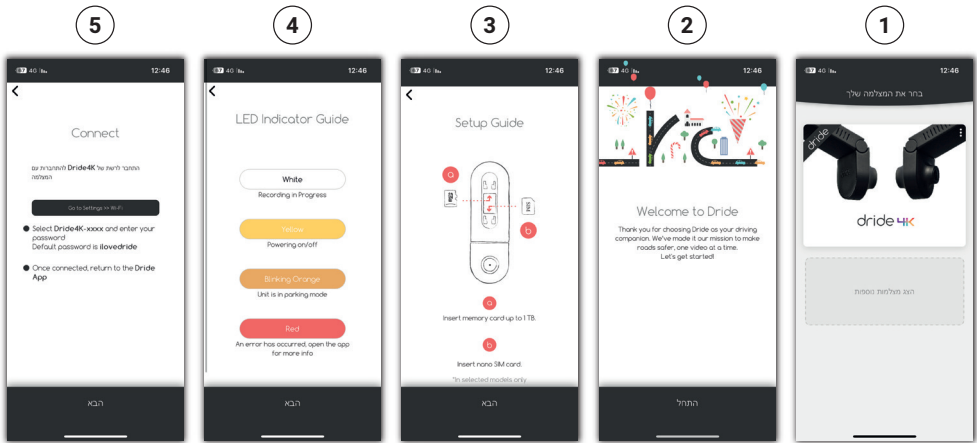 1
12:46
בחר את המצלמה שלך
dride
dride 4K
הצג מצלמות נוספות
2
12:46
Welcome to Dride
Thank you for choosing Dride as your driving
companion. We've made it our mission to make
roads safer, one video at a time.
Let's get started!
התחל
3
12:46
Setup Guide
a
SIM
b
a
Insert memory card up to 1 TB.
b
Insert nano SIM card.
*In selected models only
הבא
4
12:46
LED Indicator Guide
White
Recording in Progress
Yellow
Powering on/off
Blinking Orange
Unit is in parking mode
Red
An error has occurred, open the app
for more info
הבא
5
12:46
Connect
התחבר לרשת של Dride4K להתחברות עם
המצלמה
Go to Settings => Wi-Fi
Select Dride4K-xxxx and enter your
password
Default password is ilovedride
Once connected, return to the Dride
App
הבא